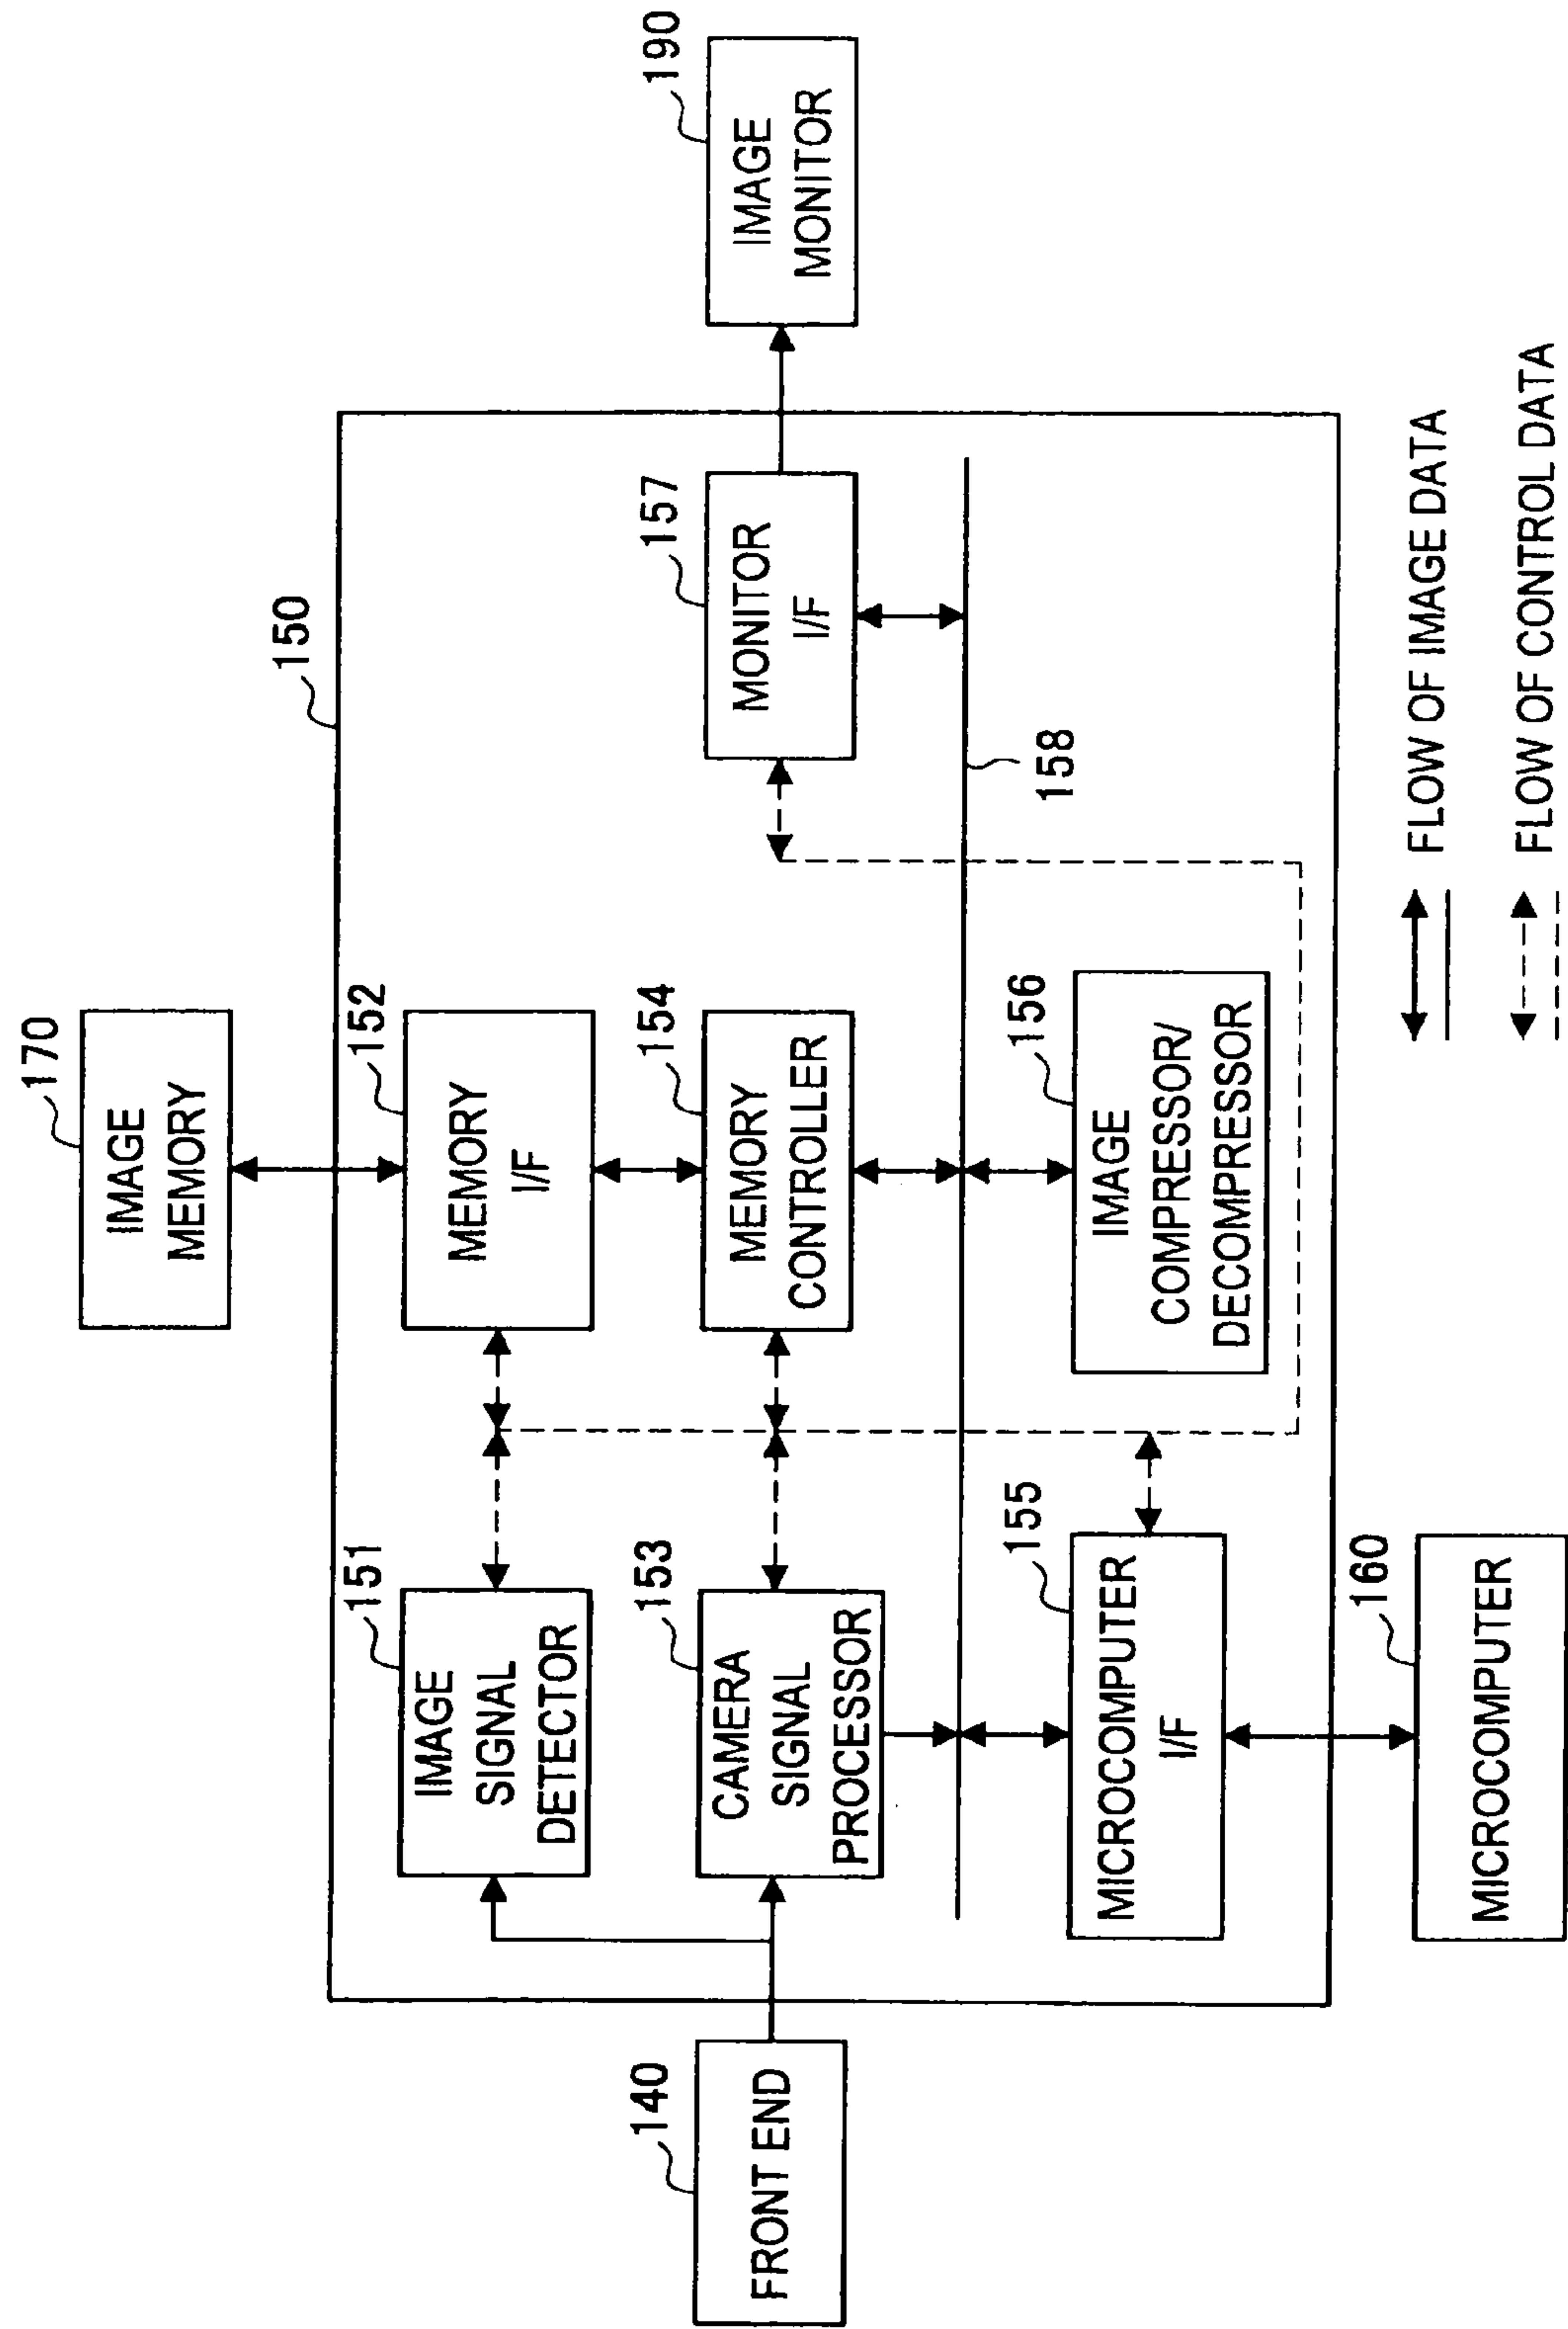 170
IMAGE
MEMORY
150
151
IMAGE
SIGNAL
DETECTOR
152
MEMORY
I/F
140
FRONT END
153
CAMERA
SIGNAL
PROCESSOR
154
MEMORY
CONTROLLER
157
MONITOR
I/F
190
IMAGE
MONITOR
158
155
MICROCOMPUTER
I/F
156
IMAGE
COMPRESSOR/
DECOMPRESSOR
160
MICROCOMPUTER
FLOW OF IMAGE DATA
FLOW OF CONTROL DATA